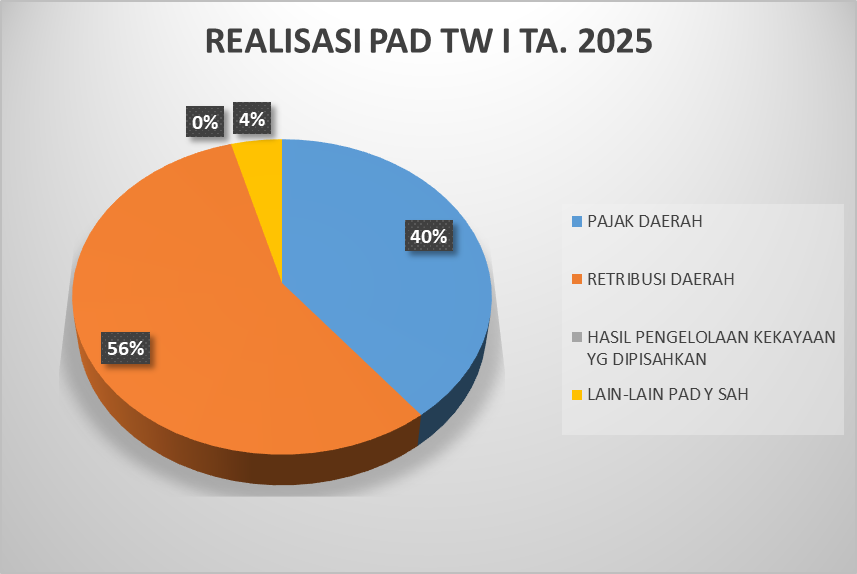 REALISASI PAD TW I TA. 2025
0%
4%
40%
56%
PAJAK DAERAH
RETRIBUSI DAERAH
HASIL PENGELOLAAN KEKAYAAN
YG DIPISAHKAN
LAIN-LAIN PAD Y SAH